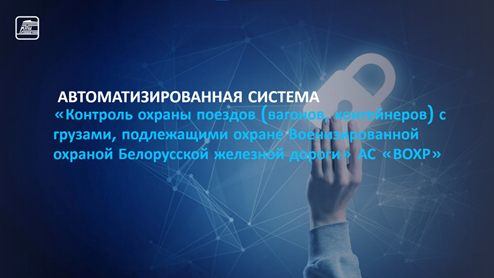 АВТОМАТИЗИРОВАННАЯ СИСТЕМА
«Контроль охраны поездов (вагонов, контейнеров) с
грузами, подлежащими охране Военизированной
охраной Белорусской железной дороги» АС «ВОХР»